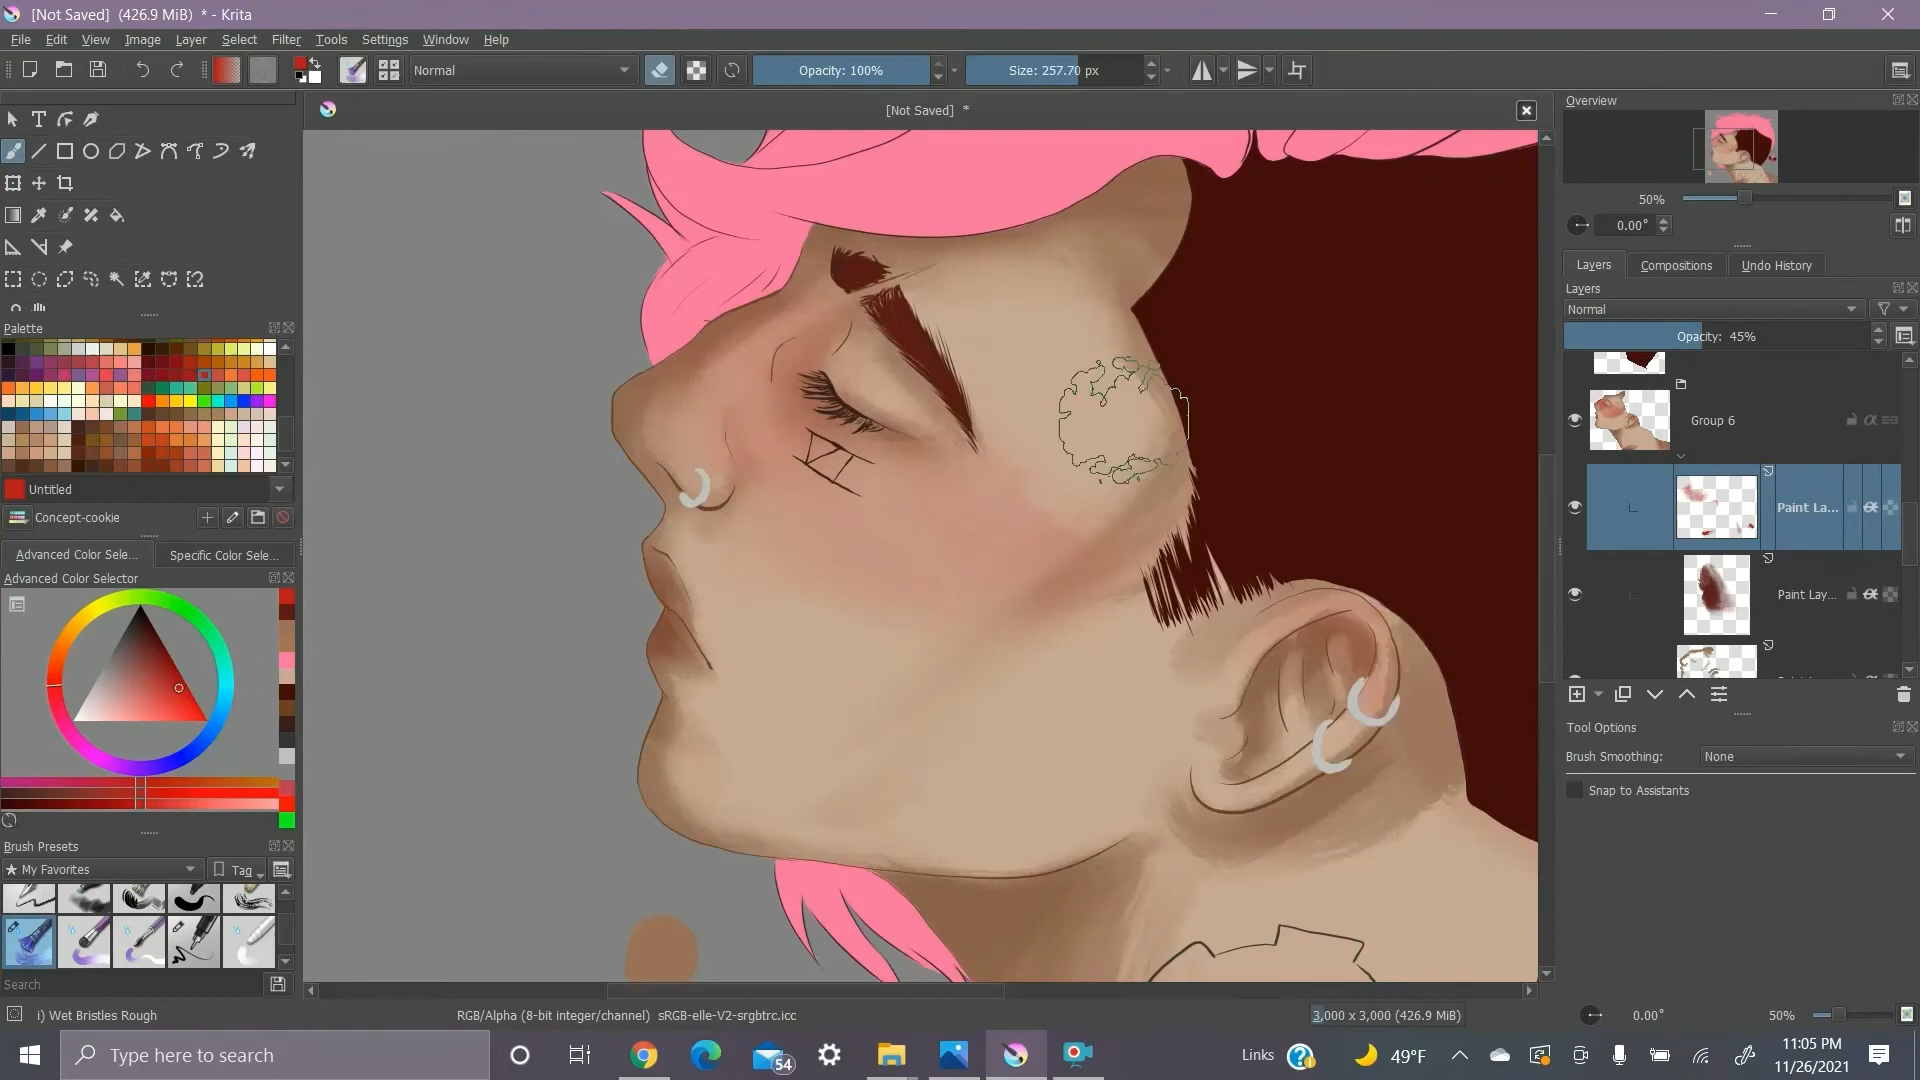 [Not Saved]  (426.9 MiB)  * - Krita
File Edit View Image Layer Select Filter Tools Settings Window Help
Normal
Opacity: 100%
Size: 257.70 px
[Not Saved]  *
Overview
50%
0.00°
Layers Compositions Undo History
Layers
Normal
Opacity:  45%
Group 6
Paint La...
Paint Lay...
Tool Options
Brush Smoothing: None
Snap to Assistants
Palette
Untitled
Concept-cookie
Advanced Color Sele... Specific Color Sele...
Advanced Color Selector
Brush Presets
★ My Favorites
Tag
Search
i) Wet Bristles Rough
RGB/Alpha (8-bit integer/channel)  sRGB-elle-V2-srgbtrc.icc
3,000 x 3,000 (426.9 MiB)
0.00°
50%
Type here to search
54
Links
49°F
11:05 PM
11/26/2021